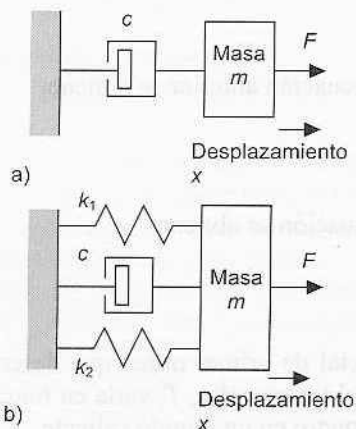 c
Masa
m
F
Desplazamiento
x
a)
k₁
c
Masa
m
F
k₂
Desplazamiento
x
b)